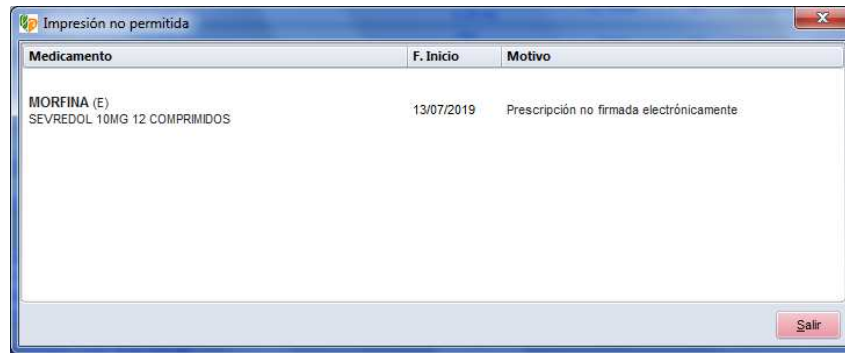 Impresión no permitida
Medicamento F. Inicio Motivo
MORFINA (E)
SEVREDOL 10MG 12 COMPRIMIDOS
13/07/2019 Prescripción no firmada electrónicamente
Salir